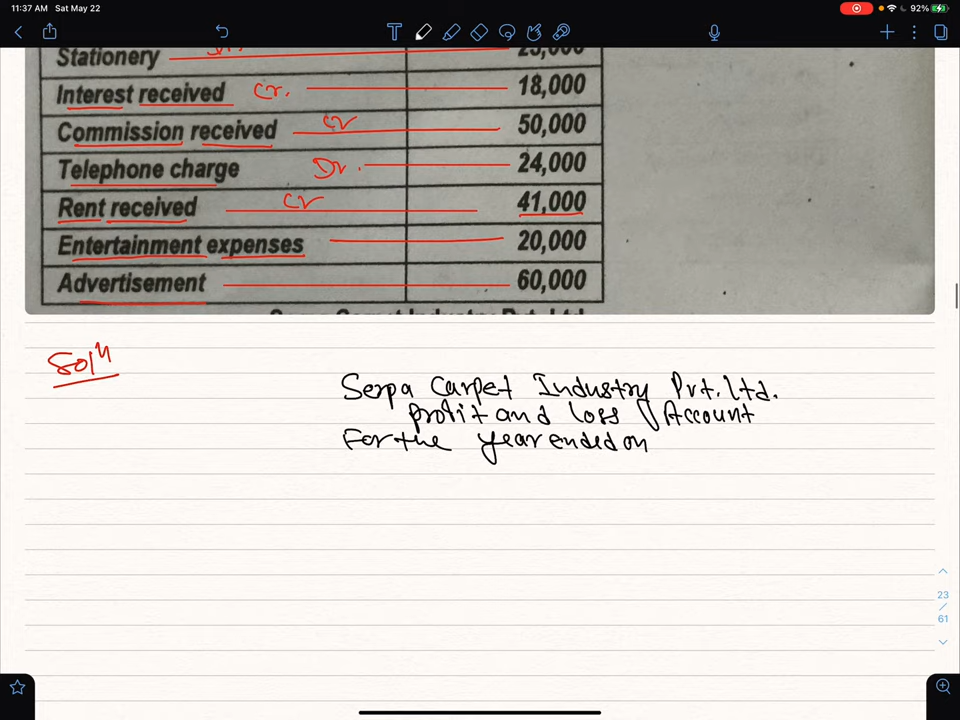 11:37 AM Sat May 22
92%
Stationery
Interest received Cr. 18,000
Commission received Cr 50,000
Telephone charge Dr. 24,000
Rent received Cr 41,000
Entertainment expenses 20,000
Advertisement 60,000
Soln
Serpa Carpet Industry Pvt. ltd.
profit and loss Account
For the year ended on
23
/
61